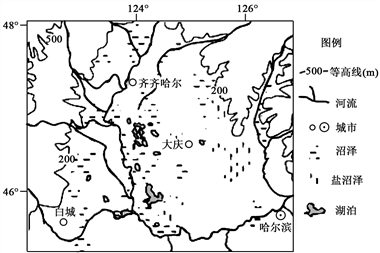 124°
126°
48°
500
图例
齐齐哈尔
200
500 等高线(m)
河流
城市
大庆
沼泽
200
盐沼泽
46°
白城
湖泊
哈尔滨